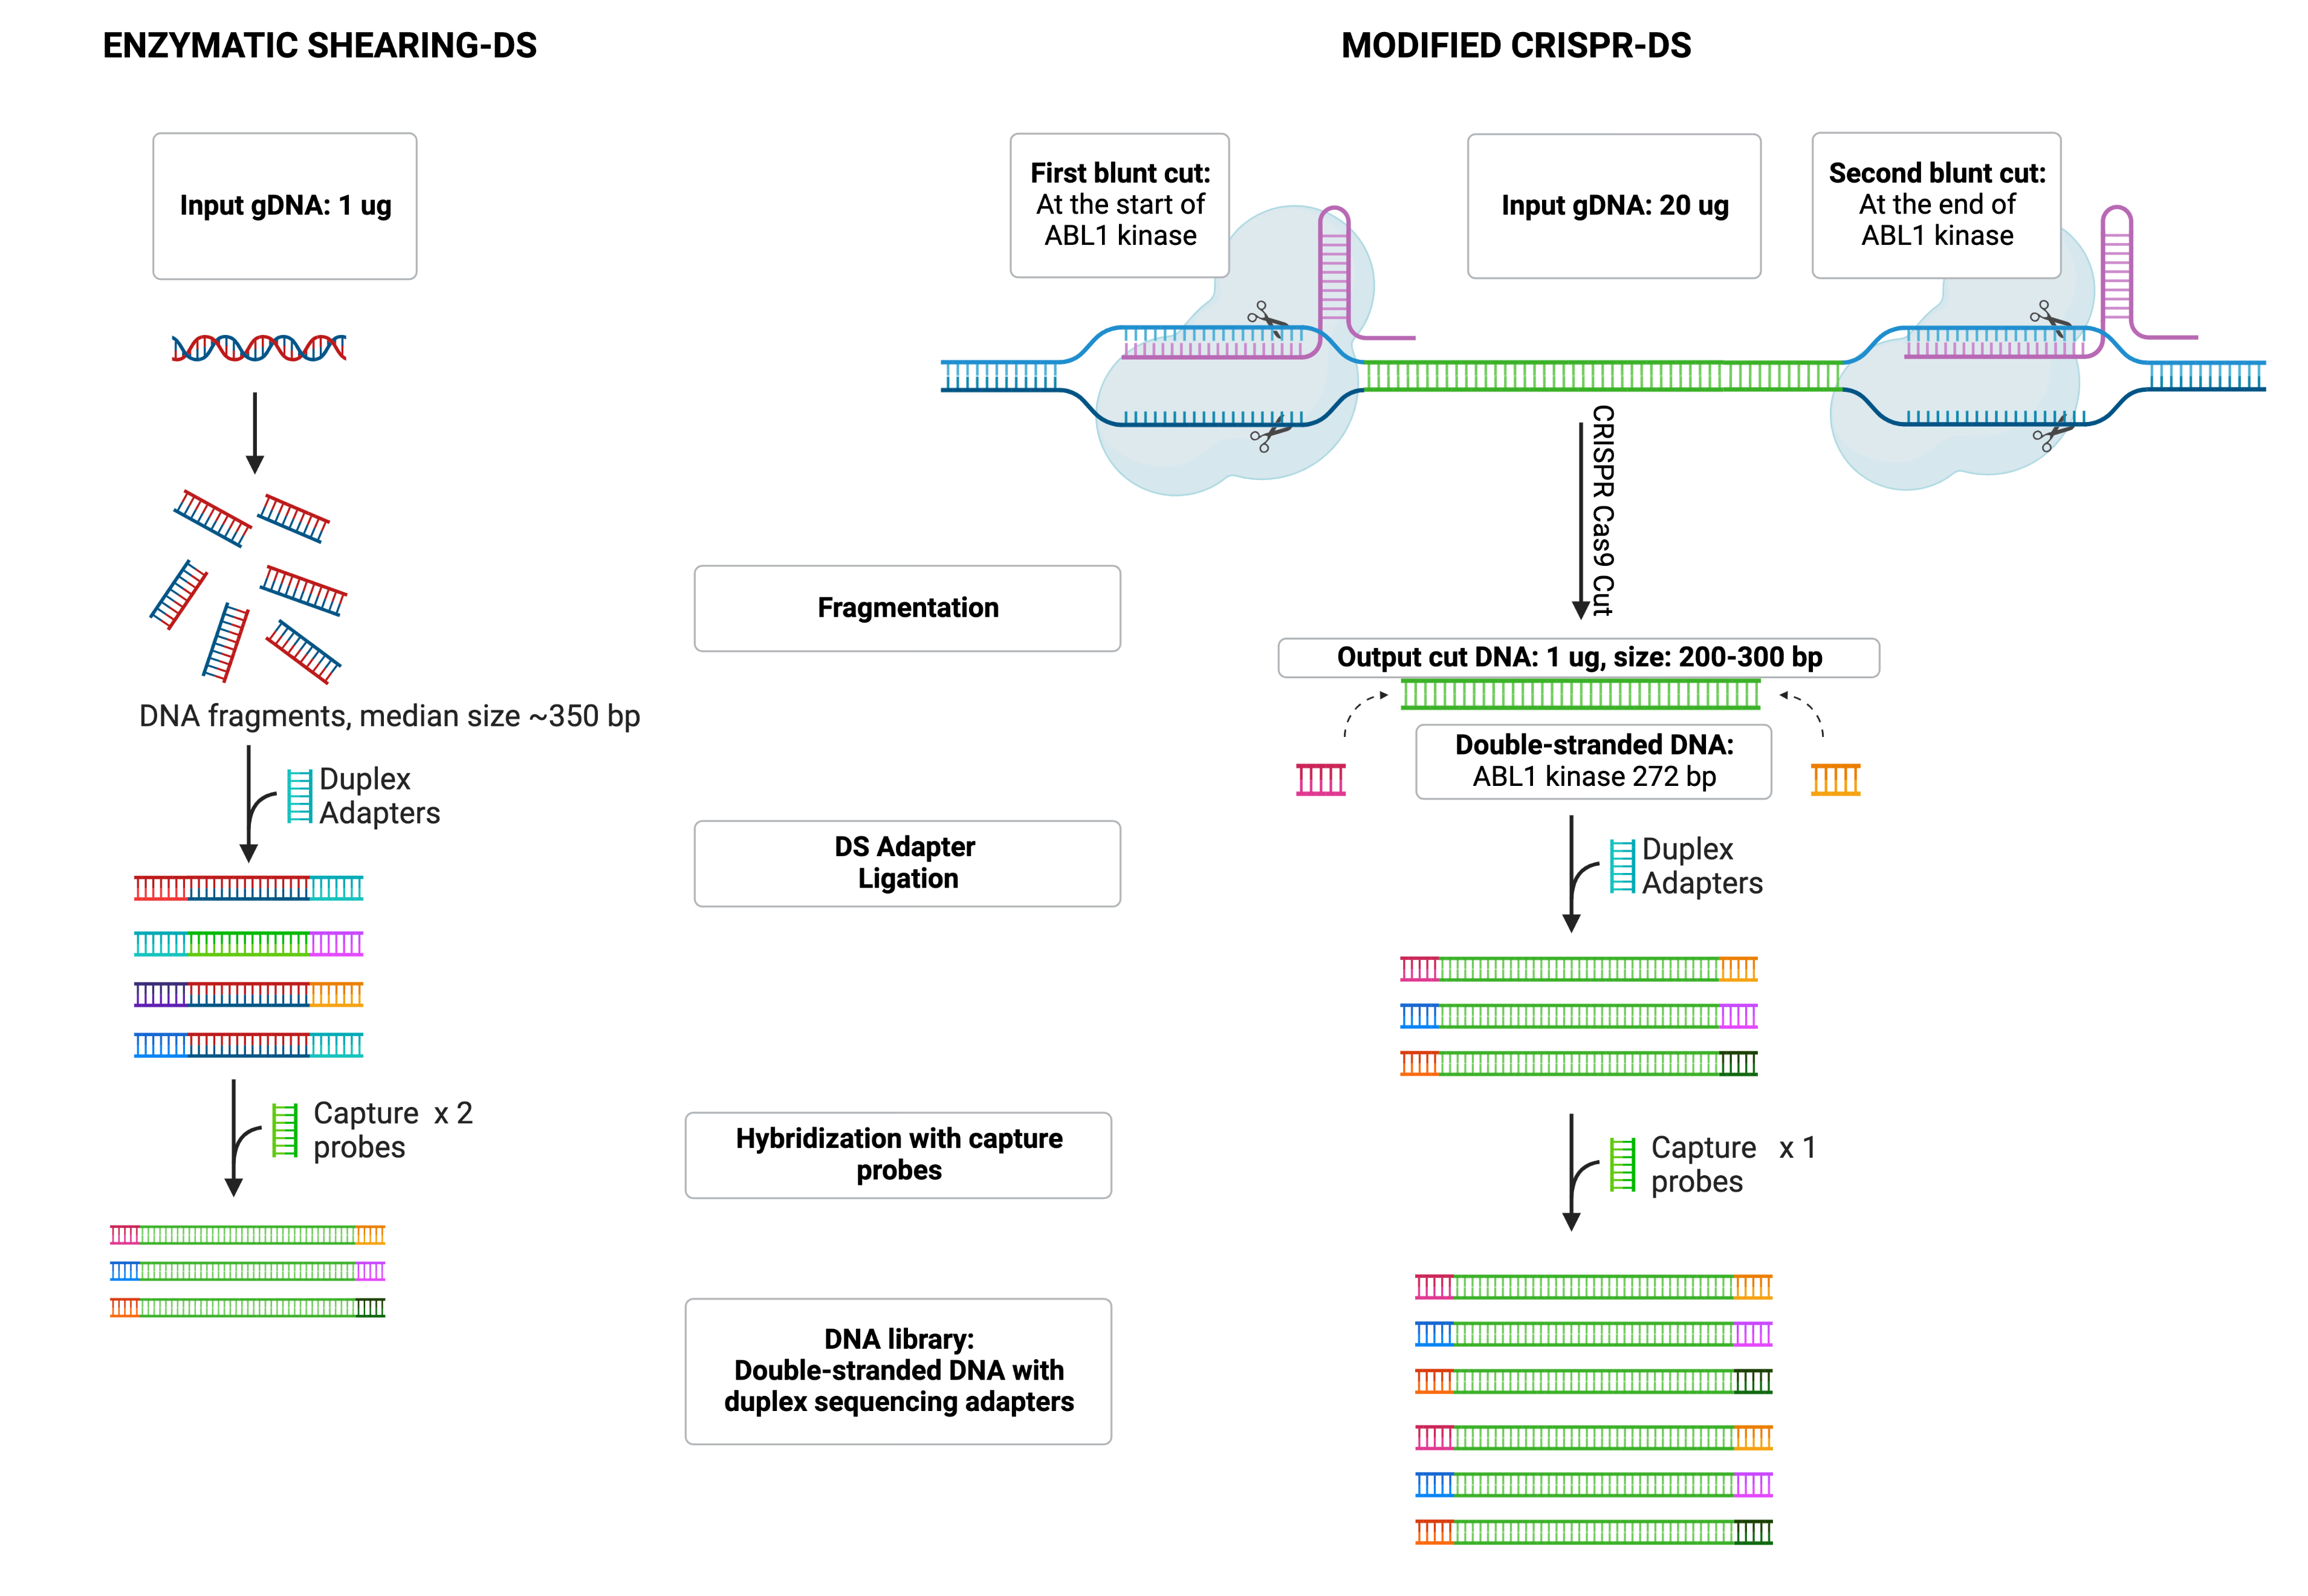 ENZYMATIC SHEARING-DS
Input gDNA: 1 ug
DNA fragments, median size ~350 bp
Duplex
Adapters
Capture x 2
probes
Fragmentation
DS Adapter
Ligation
Hybridization with capture
probes
DNA library:
Double-stranded DNA with
duplex sequencing adapters
MODIFIED CRISPR-DS
First blunt cut:
At the start of
ABL1 kinase
Input gDNA: 20 ug
Second blunt cut:
At the end of
ABL1 kinase
CRISPR Cas9 Cut
Output cut DNA: 1 ug, size: 200-300 bp
Double-stranded DNA:
ABL1 kinase 272 bp
Duplex
Adapters
Capture x 1
probes